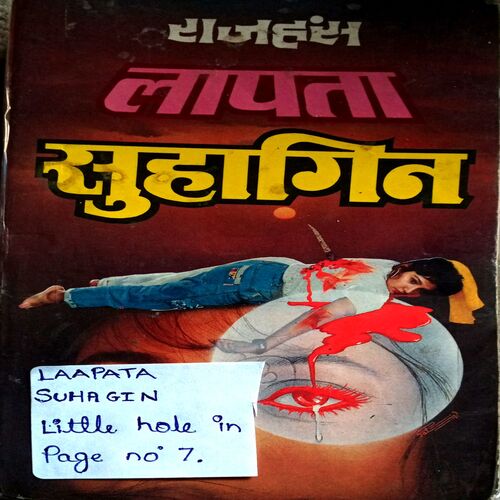 राजहंस
लापता
सुहागिन
LAAPATA
SUHAGIN
Little hole in
Page no 7.